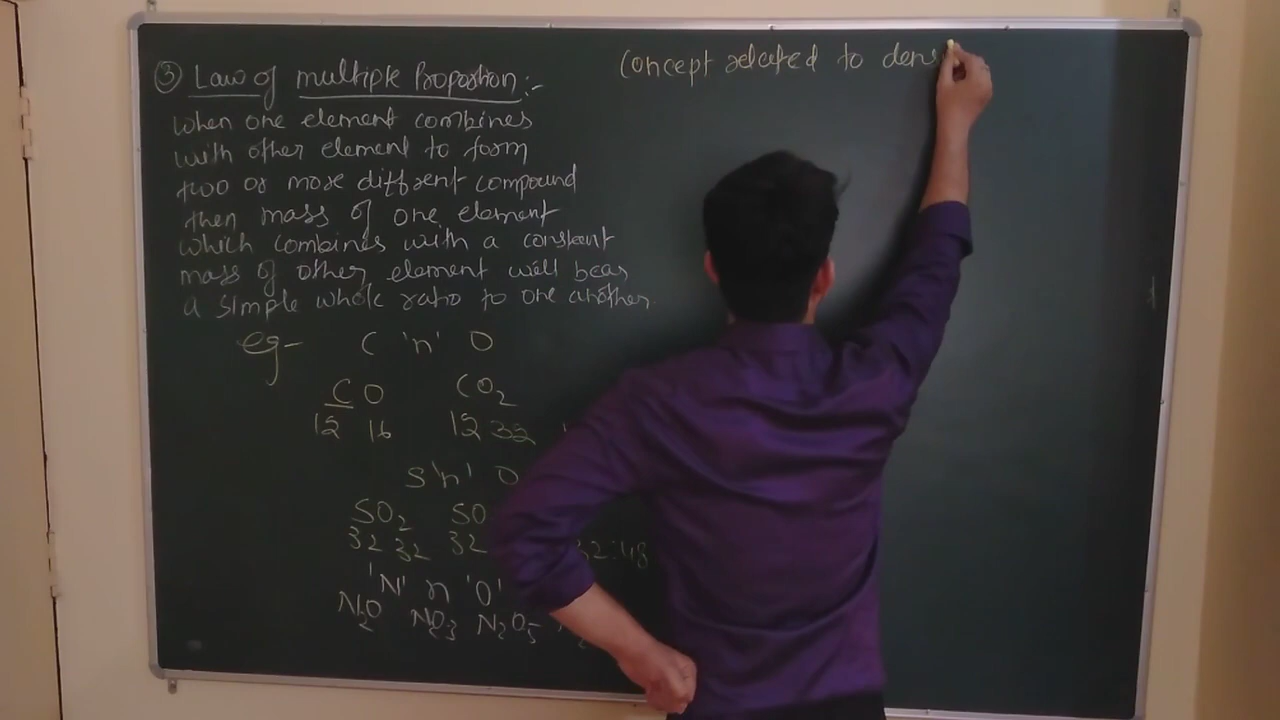 ③ Law of multiple Proportion :-
when one element combines
with other element to form
two or more diffrent compound
then mass of one element
which combines with a constant
mass of other element will bear
a simple whole ratio to one another.
eg- C 'n' O
CO CO2
12 16 12 32
S 'n' O
SO2 SO
32 32 32 32:48
'N' n 'O'
N2O N2O5
Concept related to dens